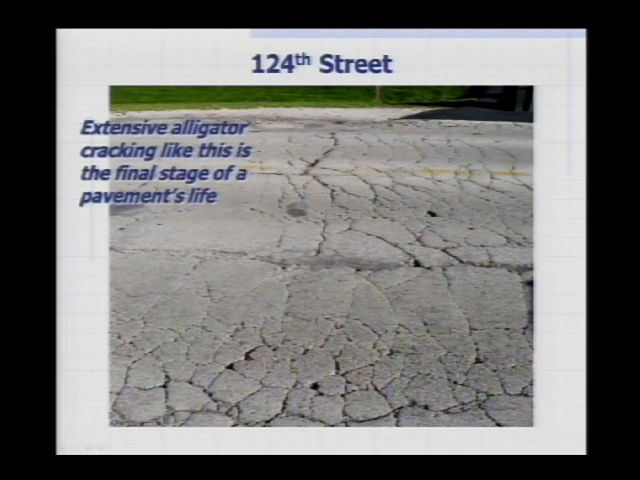 124th Street
Extensive alligator
cracking like this is
the final stage of a
pavement's life